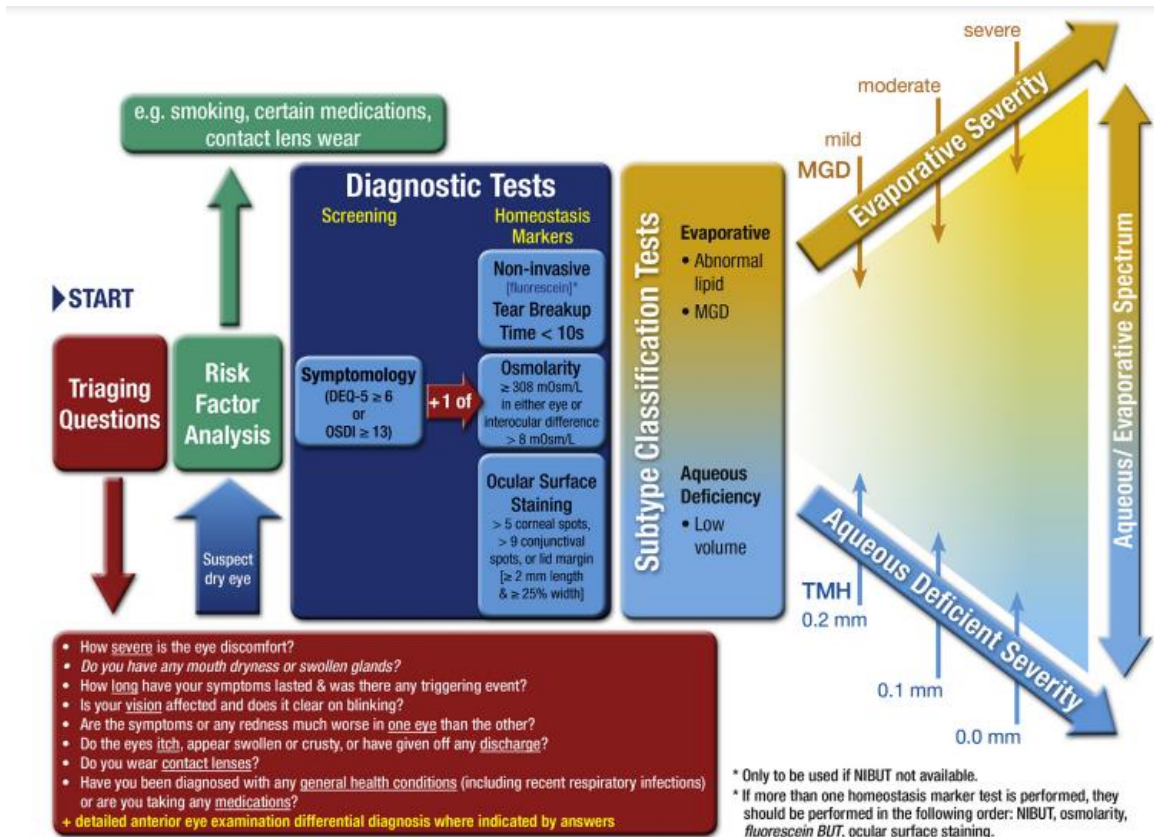 e.g. smoking, certain medications,
contact lens wear
START
Triaging
Questions
Risk
Factor
Analysis
Suspect
dry eye
Diagnostic Tests
Screening
Symptomology
(DEQ-5 ≥ 6
or
OSDI ≥ 13)
+1 of
Homeostasis
Markers
Non-invasive
[fluorescein]*
Tear Breakup
Time < 10s
Osmolarity
≥ 308 mOsm/L
in either eye or
interocular difference
> 8 mOsm/L
Ocular Surface
Staining
> 5 corneal spots,
> 9 conjunctival
spots, or lid margin
[≥ 2 mm length
& ≥ 25% width]
Subtype Classification Tests
Evaporative
• Abnormal
lipid
• MGD
Aqueous
Deficiency
• Low
volume
severe
moderate
mild
MGD
Evaporative Severity
Aqueous/ Evaporative Spectrum
Aqueous Deficient Severity
TMH
0.2 mm
0.1 mm
0.0 mm
• How severe is the eye discomfort?
• Do you have any mouth dryness or swollen glands?
• How long have your symptoms lasted & was there any triggering event?
• Is your vision affected and does it clear on blinking?
• Are the symptoms or any redness much worse in one eye than the other?
• Do the eyes itch, appear swollen or crusty, or have given off any discharge?
• Do you wear contact lenses?
• Have you been diagnosed with any general health conditions (including recent respiratory infections)
or are you taking any medications?
+ detailed anterior eye examination differential diagnosis where indicated by answers
* Only to be used if NIBUT not available.
* If more than one homeostasis marker test is performed, they
should be performed in the following order: NIBUT, osmolarity,
fluorescein BUT, ocular surface staining.